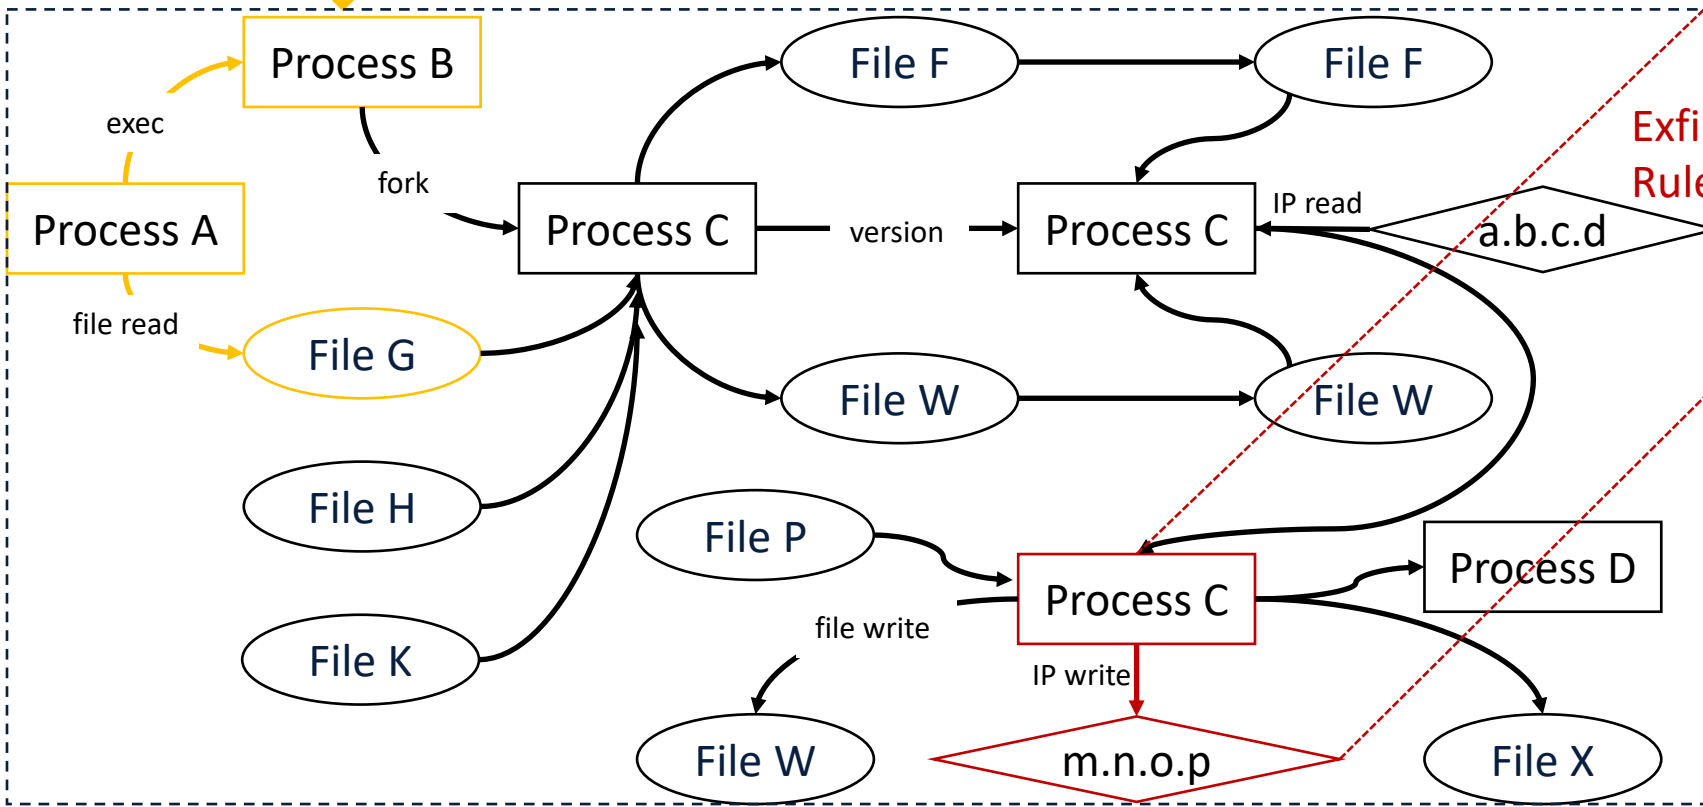 Process B
File F
File F
exec
Exfi
fork
Rule
Process A
Process C
version
Process C
IP read
a.b.c.d
file read
File G
File W
File W
File H
File P
Process C
Process D
file write
File K
IP write
File W
m.n.o.p
File X